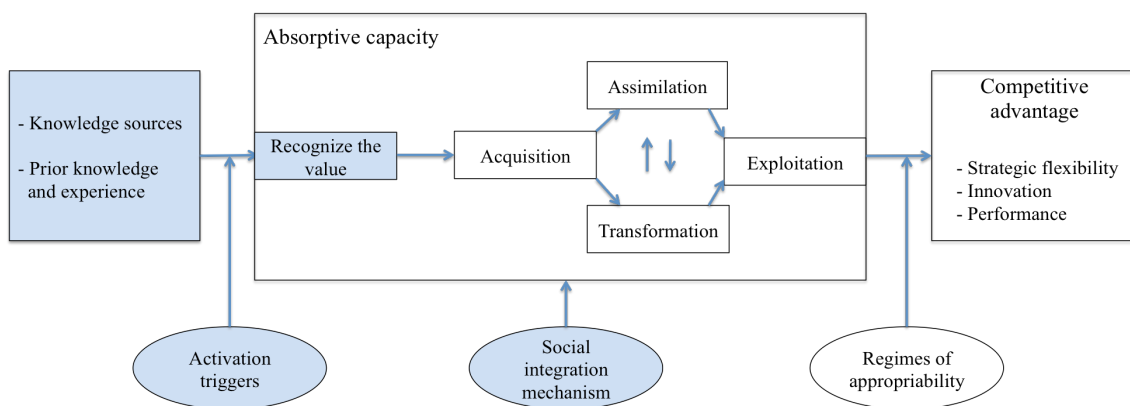 Absorptive capacity
- Knowledge sources
- Prior knowledge
and experience
Recognize the
value
Acquisition
Assimilation
Transformation
Exploitation
Competitive
advantage
- Strategic flexibility
- Innovation
- Performance
Activation
triggers
Social
integration
mechanism
Regimes of
appropriability